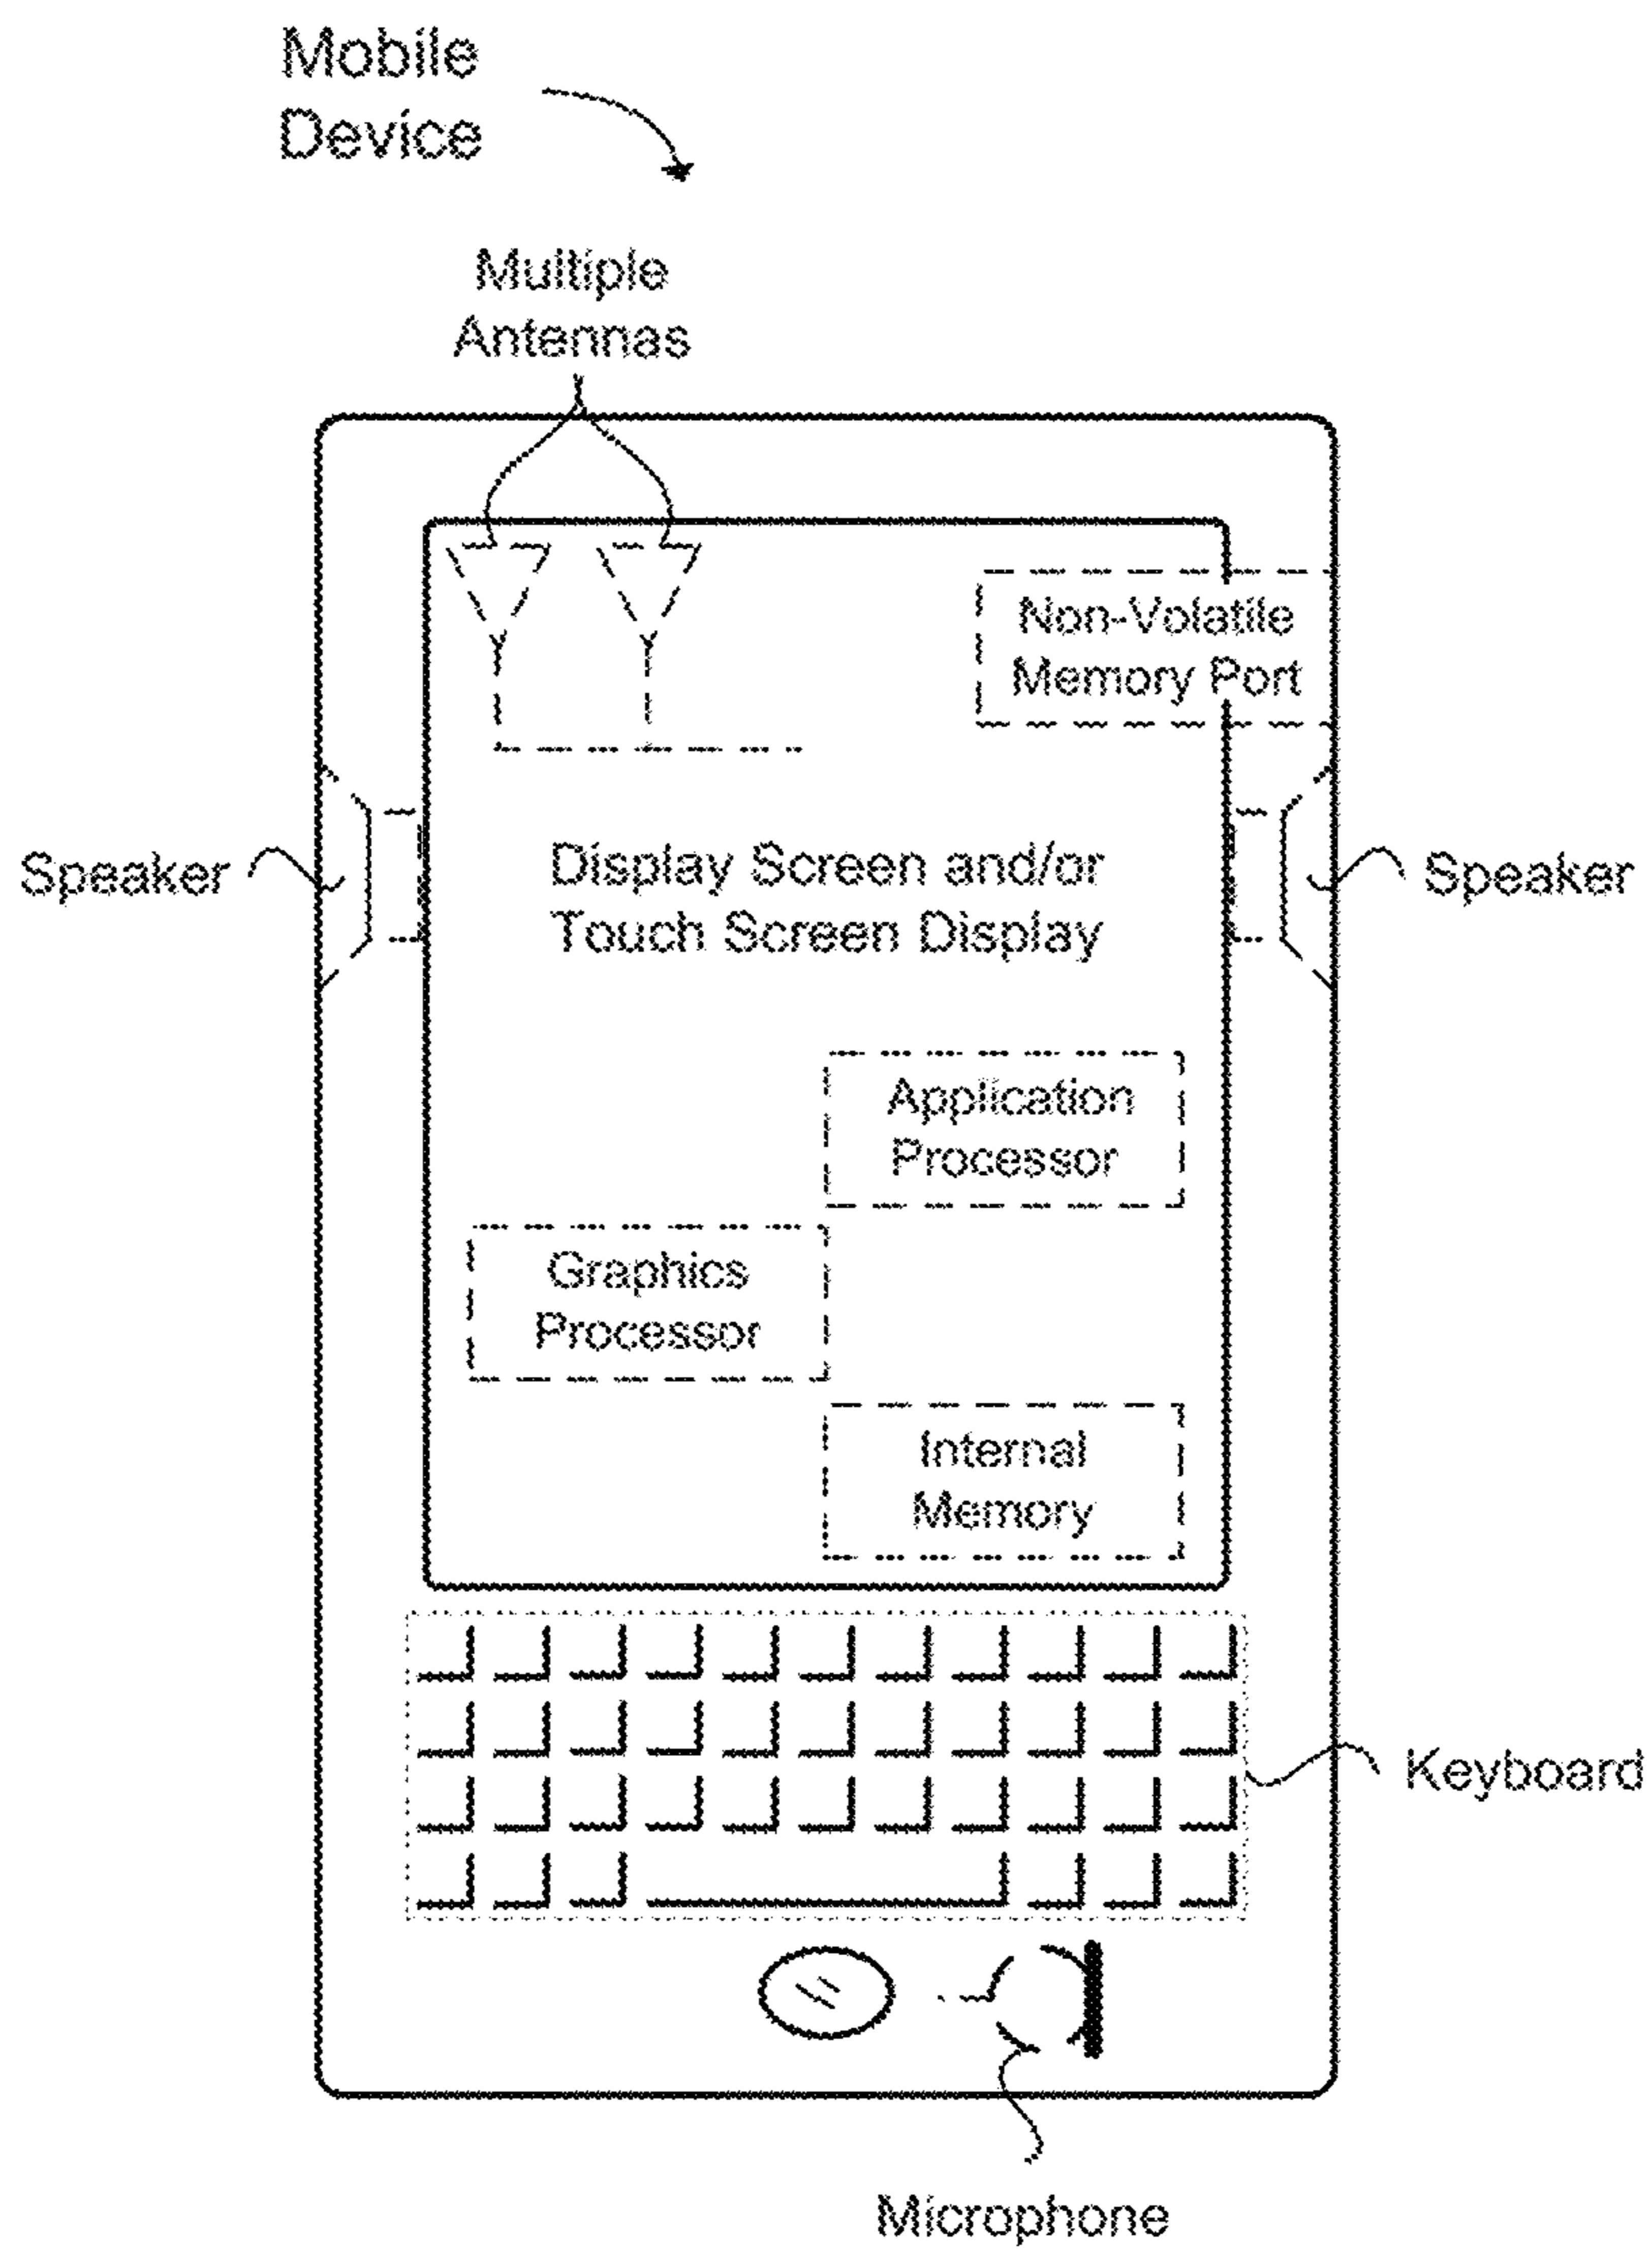 Mobile
Device
Multiple
Antennas
Non-Volatile
Memory Port
Speaker
Display Screen and/or
Touch Screen Display
Speaker
Application
Processor
Graphics
Processor
Internal
Memory
Keyboard
Microphone